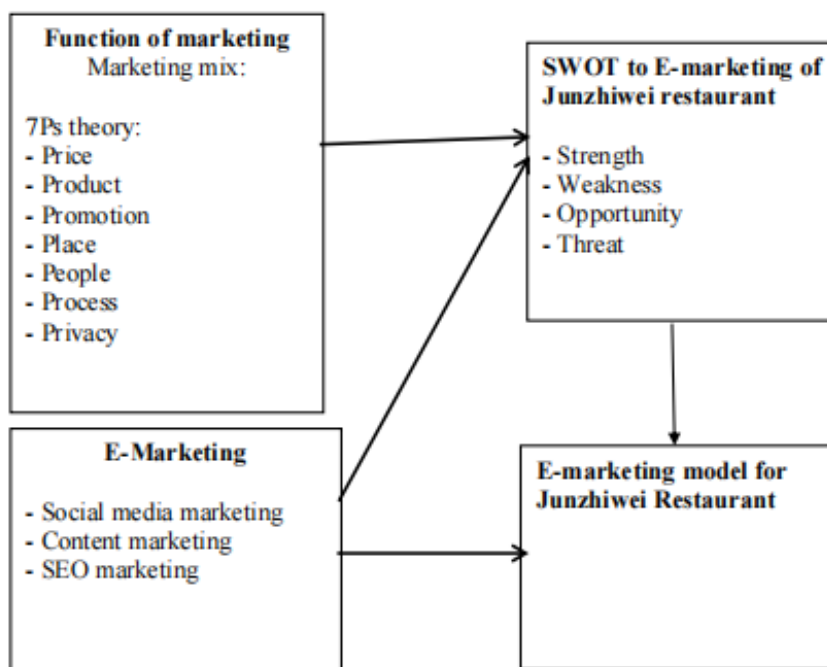 Function of marketing
Marketing mix:
7Ps theory:
- Price
- Product
- Promotion
- Place
- People
- Process
- Privacy
E-Marketing
- Social media marketing
- Content marketing
- SEO marketing
SWOT to E-marketing of
Junzhiwei restaurant
- Strength
- Weakness
- Opportunity
- Threat
E-marketing model for
Junzhiwei Restaurant